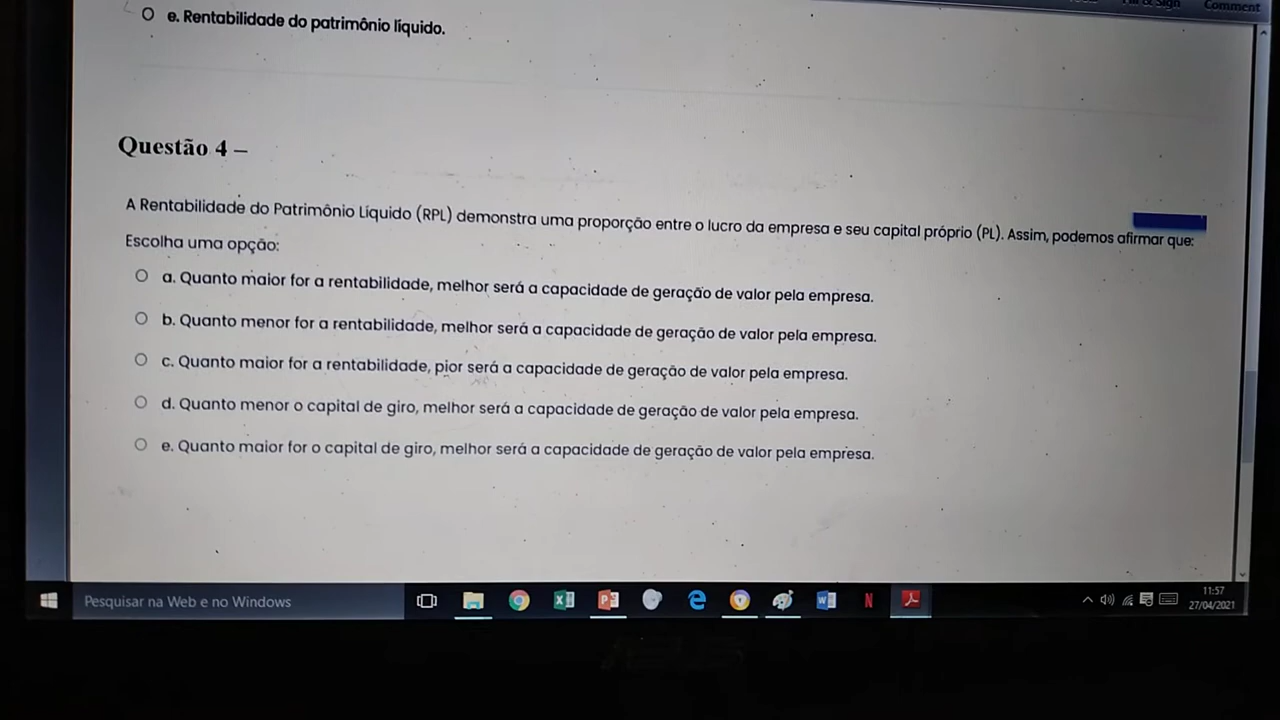 Fill & Sign
Comment
e. Rentabilidade do patrimônio líquido.
Questão 4 –
A Rentabilidade do Patrimônio Líquido (RPL) demonstra uma proporção entre o lucro da empresa e seu capital próprio (PL). Assim, podemos afirmar que:
Escolha uma opção:
a. Quanto maior for a rentabilidade, melhor será a capacidade de geração de valor pela empresa.
b. Quanto menor for a rentabilidade, melhor será a capacidade de geração de valor pela empresa.
c. Quanto maior for a rentabilidade, pior será a capacidade de geração de valor pela empresa.
d. Quanto menor o capital de giro, melhor será a capacidade de geração de valor pela empresa.
e. Quanto maior for o capital de giro, melhor será a capacidade de geração de valor pela empresa.
Pesquisar na Web e no Windows
11:57
27/04/2021